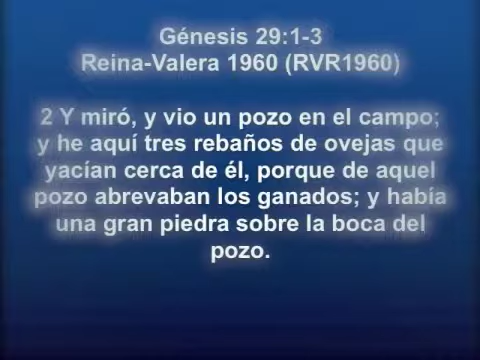 Génesis 29:1-3
Reina-Valera 1960 (RVR1960)
2 Y miró, y vio un pozo en el campo;
y he aquí tres rebaños de ovejas que
yacían cerca de él, porque de aquel
pozo abrevaban los ganados; y había
una gran piedra sobre la boca del
pozo.